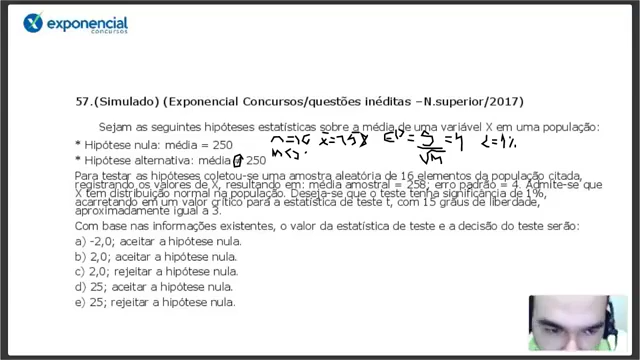 exponencial
CONCURSOS
57.(Simulado) (Exponencial Concursos/questões inéditas –N.superior/2017)
Sejam as seguintes hipóteses estatísticas sobre a média de uma variável X em uma população:
* Hipótese nula: média = 250
* Hipótese alternativa: média ≠ 250
n=16 x̄=258 EP = S/√n = 4 α=1%
Para testar as hipóteses coletou-se uma amostra aleatória de 16 elementos da população citada,
registrando os valores de X, resultando em: média amostral = 258; erro padrão = 4. Admite-se que
X tem distribuição normal na população. Deseja-se que o teste tenha significância de 1%,
acarretando em um valor crítico para a estatística de teste t, com 15 graus de liberdade,
aproximadamente igual a 3.
Com base nas informações existentes, o valor da estatística de teste e a decisão do teste serão:
a) -2,0; aceitar a hipótese nula.
b) 2,0; aceitar a hipótese nula.
c) 2,0; rejeitar a hipótese nula.
d) 25; aceitar a hipótese nula.
e) 25; rejeitar a hipótese nula.